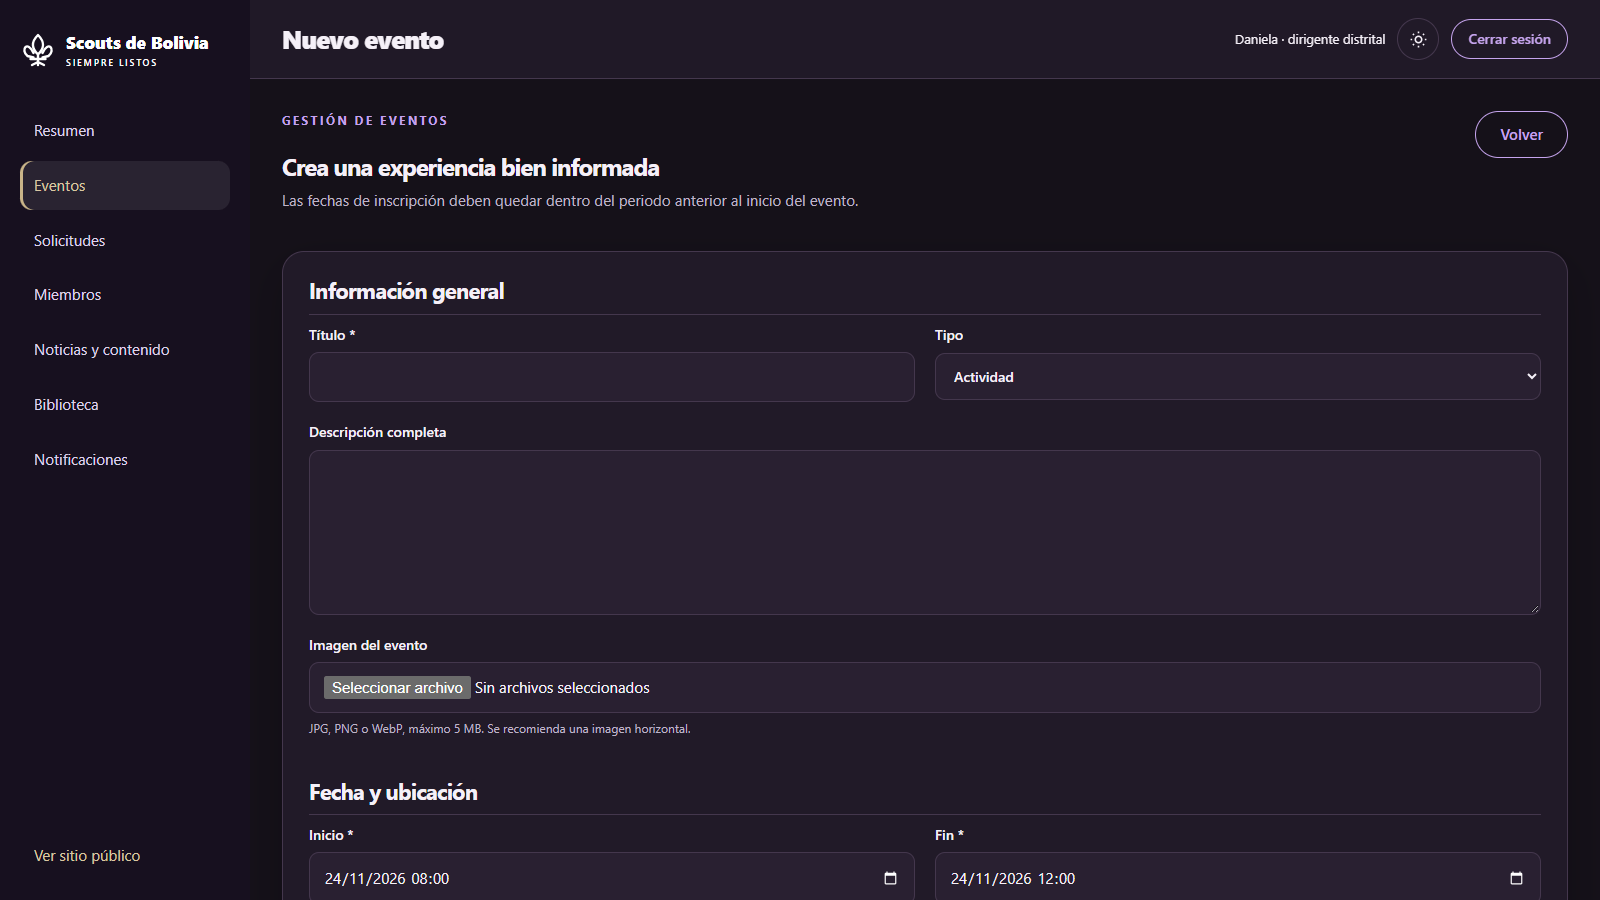 Scouts de Bolivia
SIEMPRE LISTOS
Resumen
Eventos
Solicitudes
Miembros
Noticias y contenido
Biblioteca
Notificaciones
Ver sitio público
Nuevo evento
Daniela · dirigente distrital
Cerrar sesión
GESTIÓN DE EVENTOS
Volver
Crea una experiencia bien informada
Las fechas de inscripción deben quedar dentro del periodo anterior al inicio del evento.
Información general
Título *
Tipo
Actividad
Descripción completa
Imagen del evento
Seleccionar archivo Sin archivos seleccionados
JPG, PNG o WebP, máximo 5 MB. Se recomienda una imagen horizontal.
Fecha y ubicación
Inicio *
Fin *
24/11/2026 08:00
24/11/2026 12:00